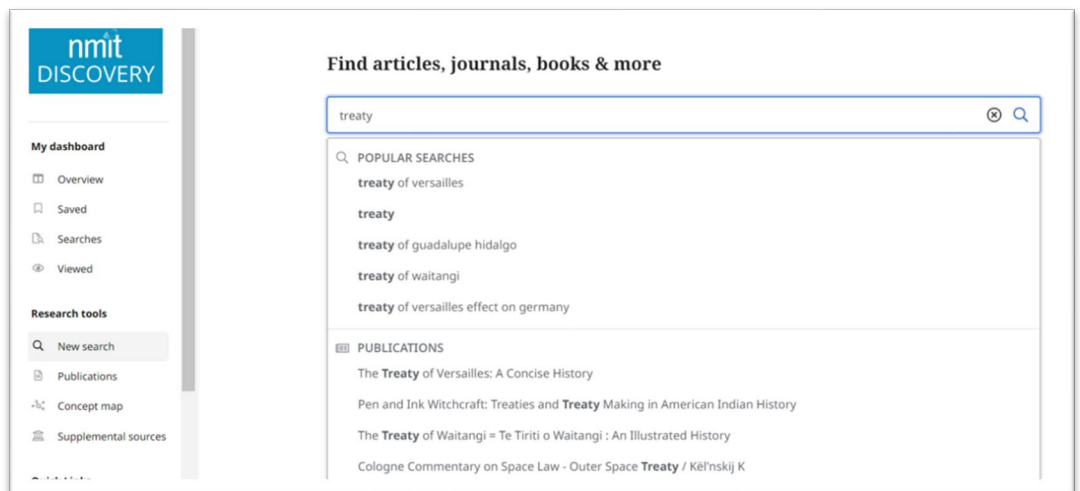 nmit
DISCOVERY
My dashboard
Overview
Saved
Searches
Viewed
Research tools
New search
Publications
Concept map
Supplemental sources
Find articles, journals, books & more
treaty
POPULAR SEARCHES
treaty of versailles
treaty
treaty of guadalupe hidalgo
treaty of waitangi
treaty of versailles effect on germany
PUBLICATIONS
The Treaty of Versailles: A Concise History
Pen and Ink Witchcraft: Treaties and Treaty Making in American Indian History
The Treaty of Waitangi = Te Tiriti o Waitangi : An Illustrated History
Cologne Commentary on Space Law - Outer Space Treaty / Kël'nskij K